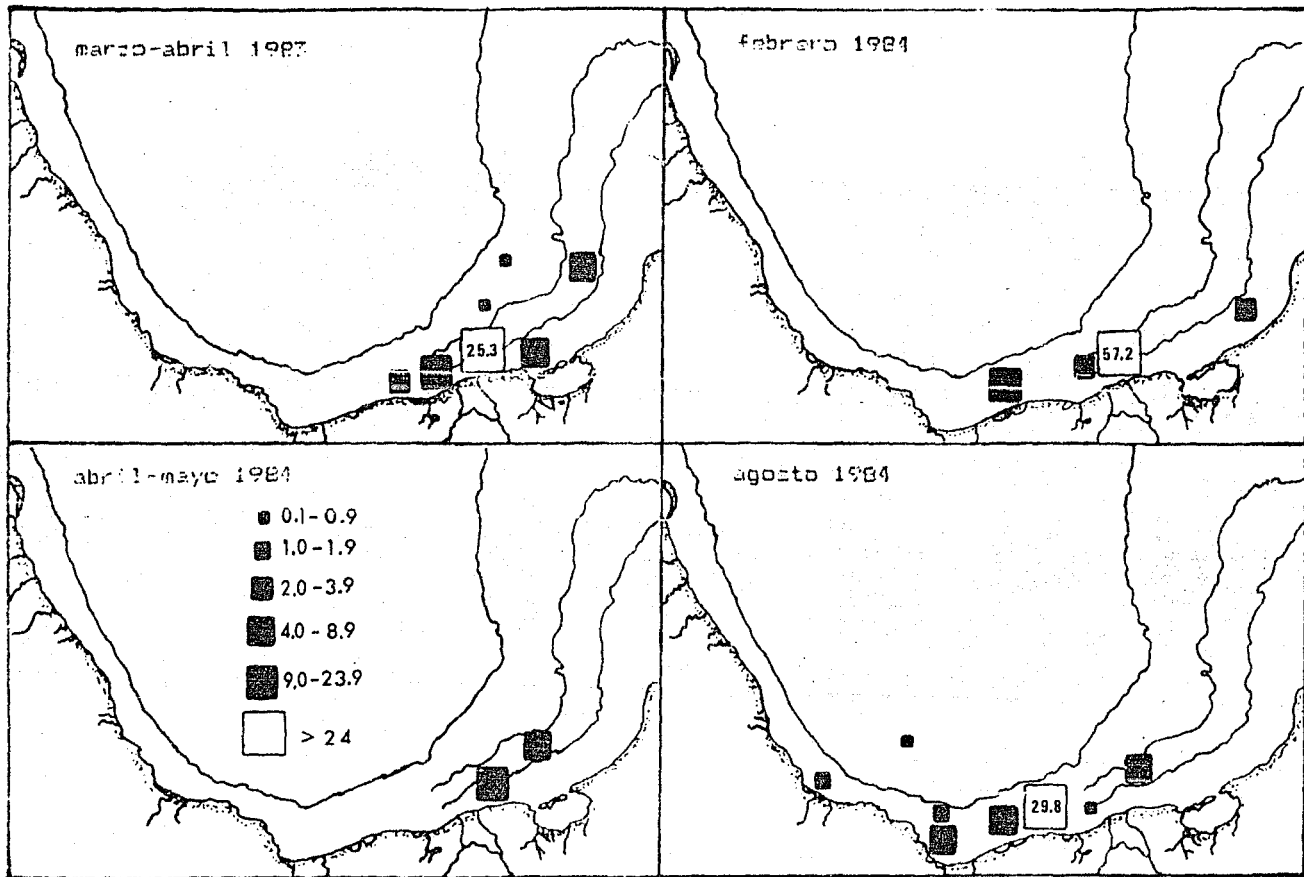 marzo-abril 1983
febrero 1984
25.3
57.2
abril-mayo 1984
agosto 1984
0.1-0.9
1.0-1.9
2.0-3.9
4.0-8.9
9.0-23.9
> 24
29.8